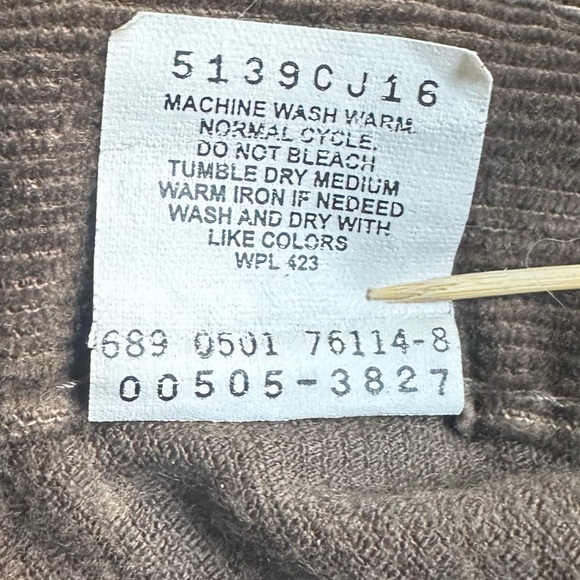 5139CJ16
MACHINE WASH WARM
NORMAL CYCLE.
DO NOT BLEACH
TUMBLE DRY MEDIUM
WARM IRON IF NEDEED
WASH AND DRY WITH
LIKE COLORS
WPL 423
689 0501 76114-8
00505-3827